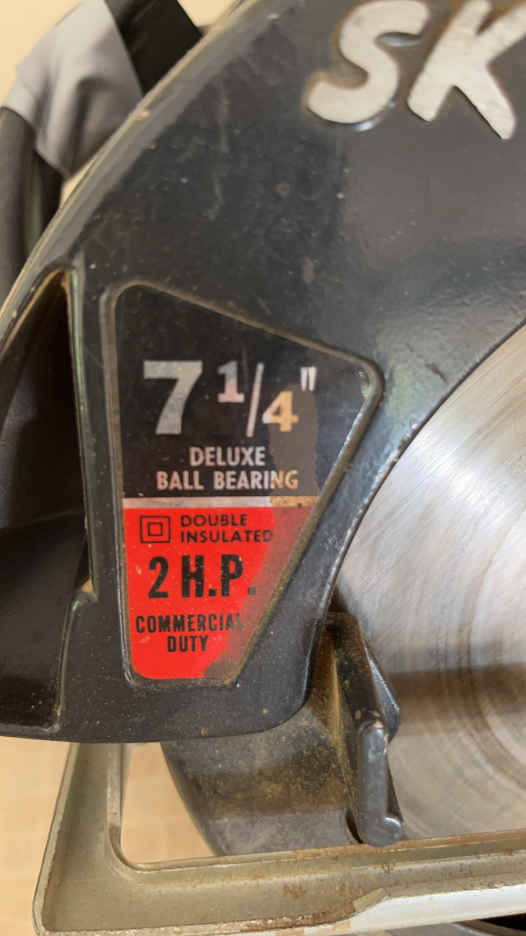 SK
7 1/4"
DELUXE
BALL BEARING
DOUBLE
INSULATED
2 H.P.
COMMERCIAL
DUTY